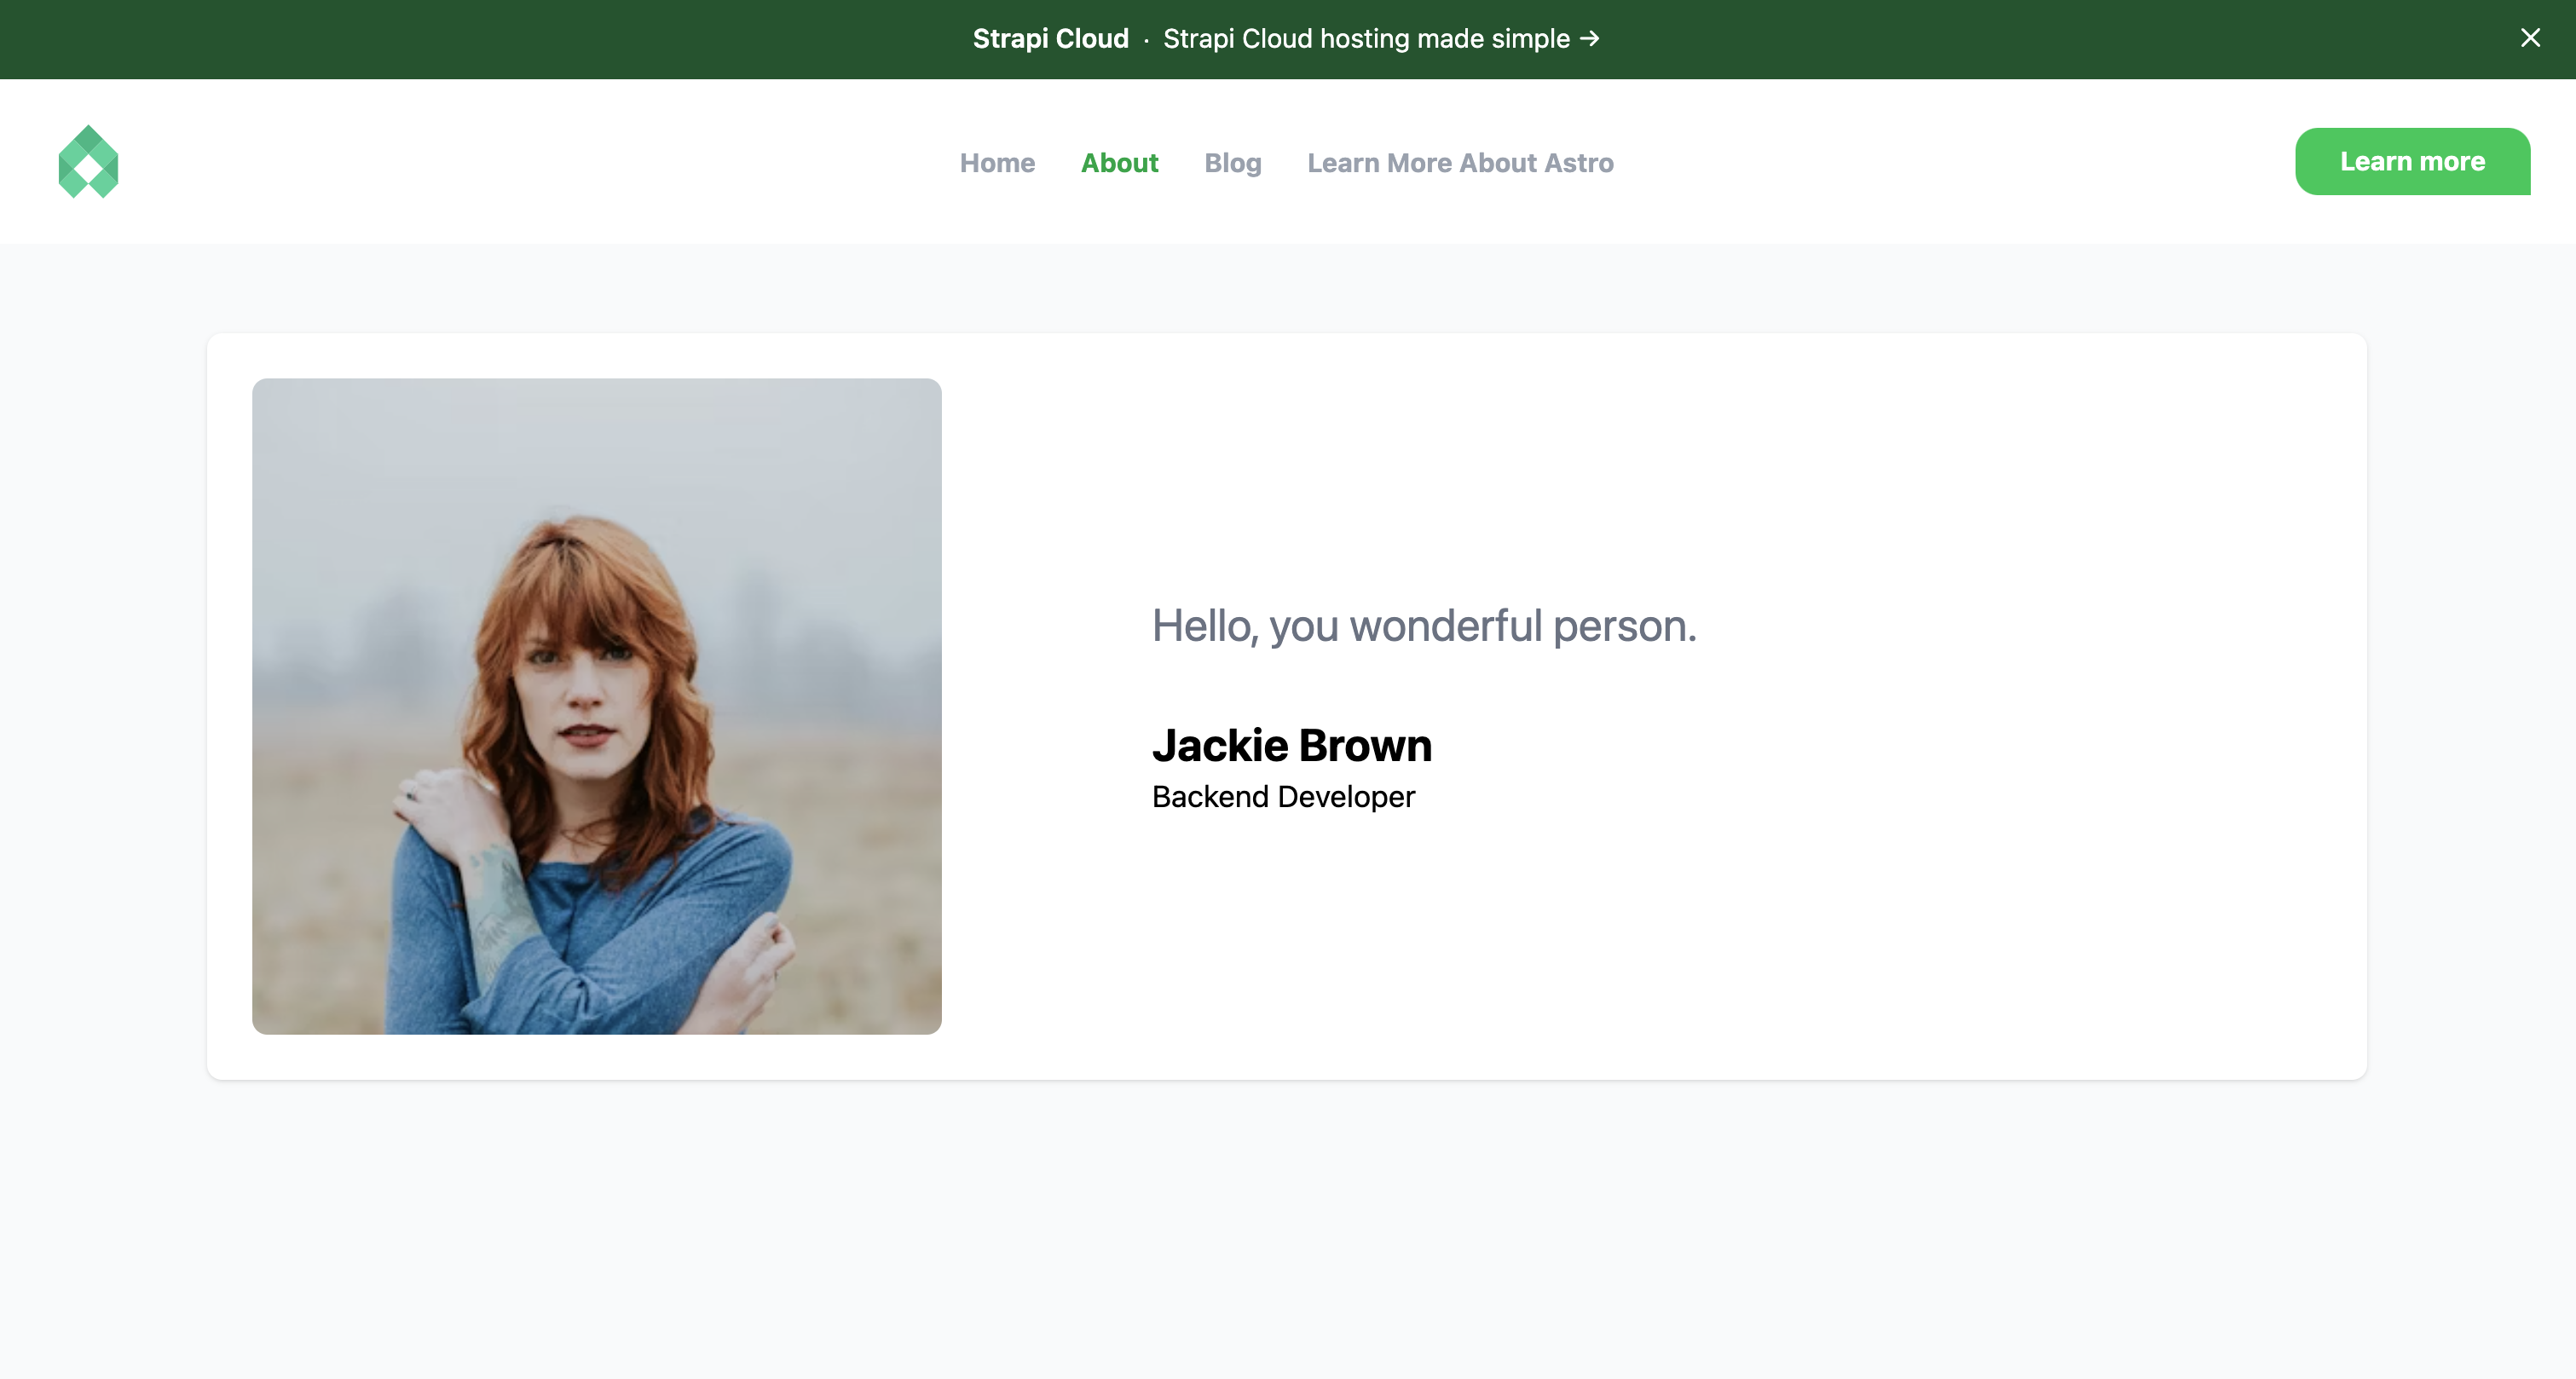 Strapi Cloud · Strapi Cloud hosting made simple →
Home About Blog Learn More About Astro Learn more
Hello, you wonderful person.
Jackie Brown
Backend Developer